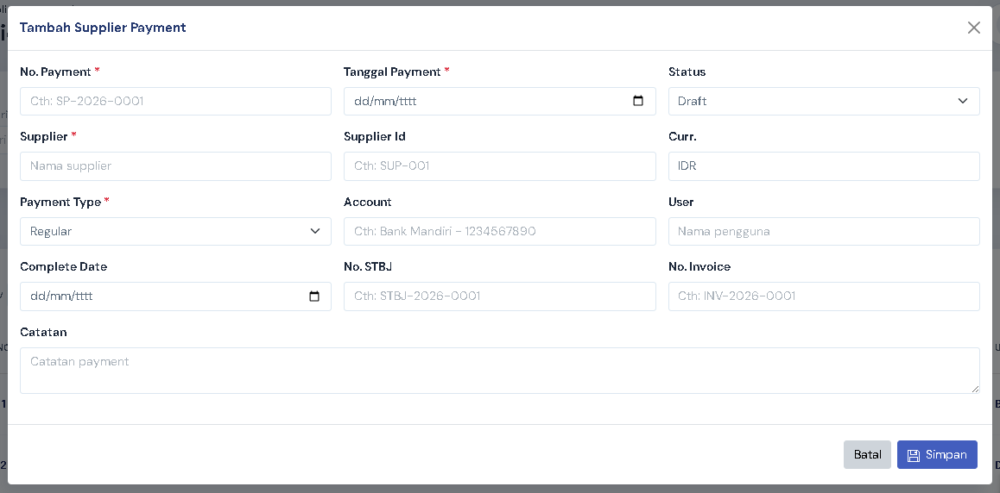 Tambah Supplier Payment
No. Payment *
Tanggal Payment *
Status
Cth: SP-2026-0001
dd/mm/tttt
Draft
Supplier *
Supplier Id
Curr.
Nama supplier
Cth: SUP-001
IDR
Payment Type *
Account
User
Regular
Cth: Bank Mandiri - 1234567890
Nama pengguna
Complete Date
No. STBJ
No. Invoice
dd/mm/tttt
Cth: STBJ-2026-0001
Cth: INV-2026-0001
Catatan
Catatan payment
Batal
Simpan